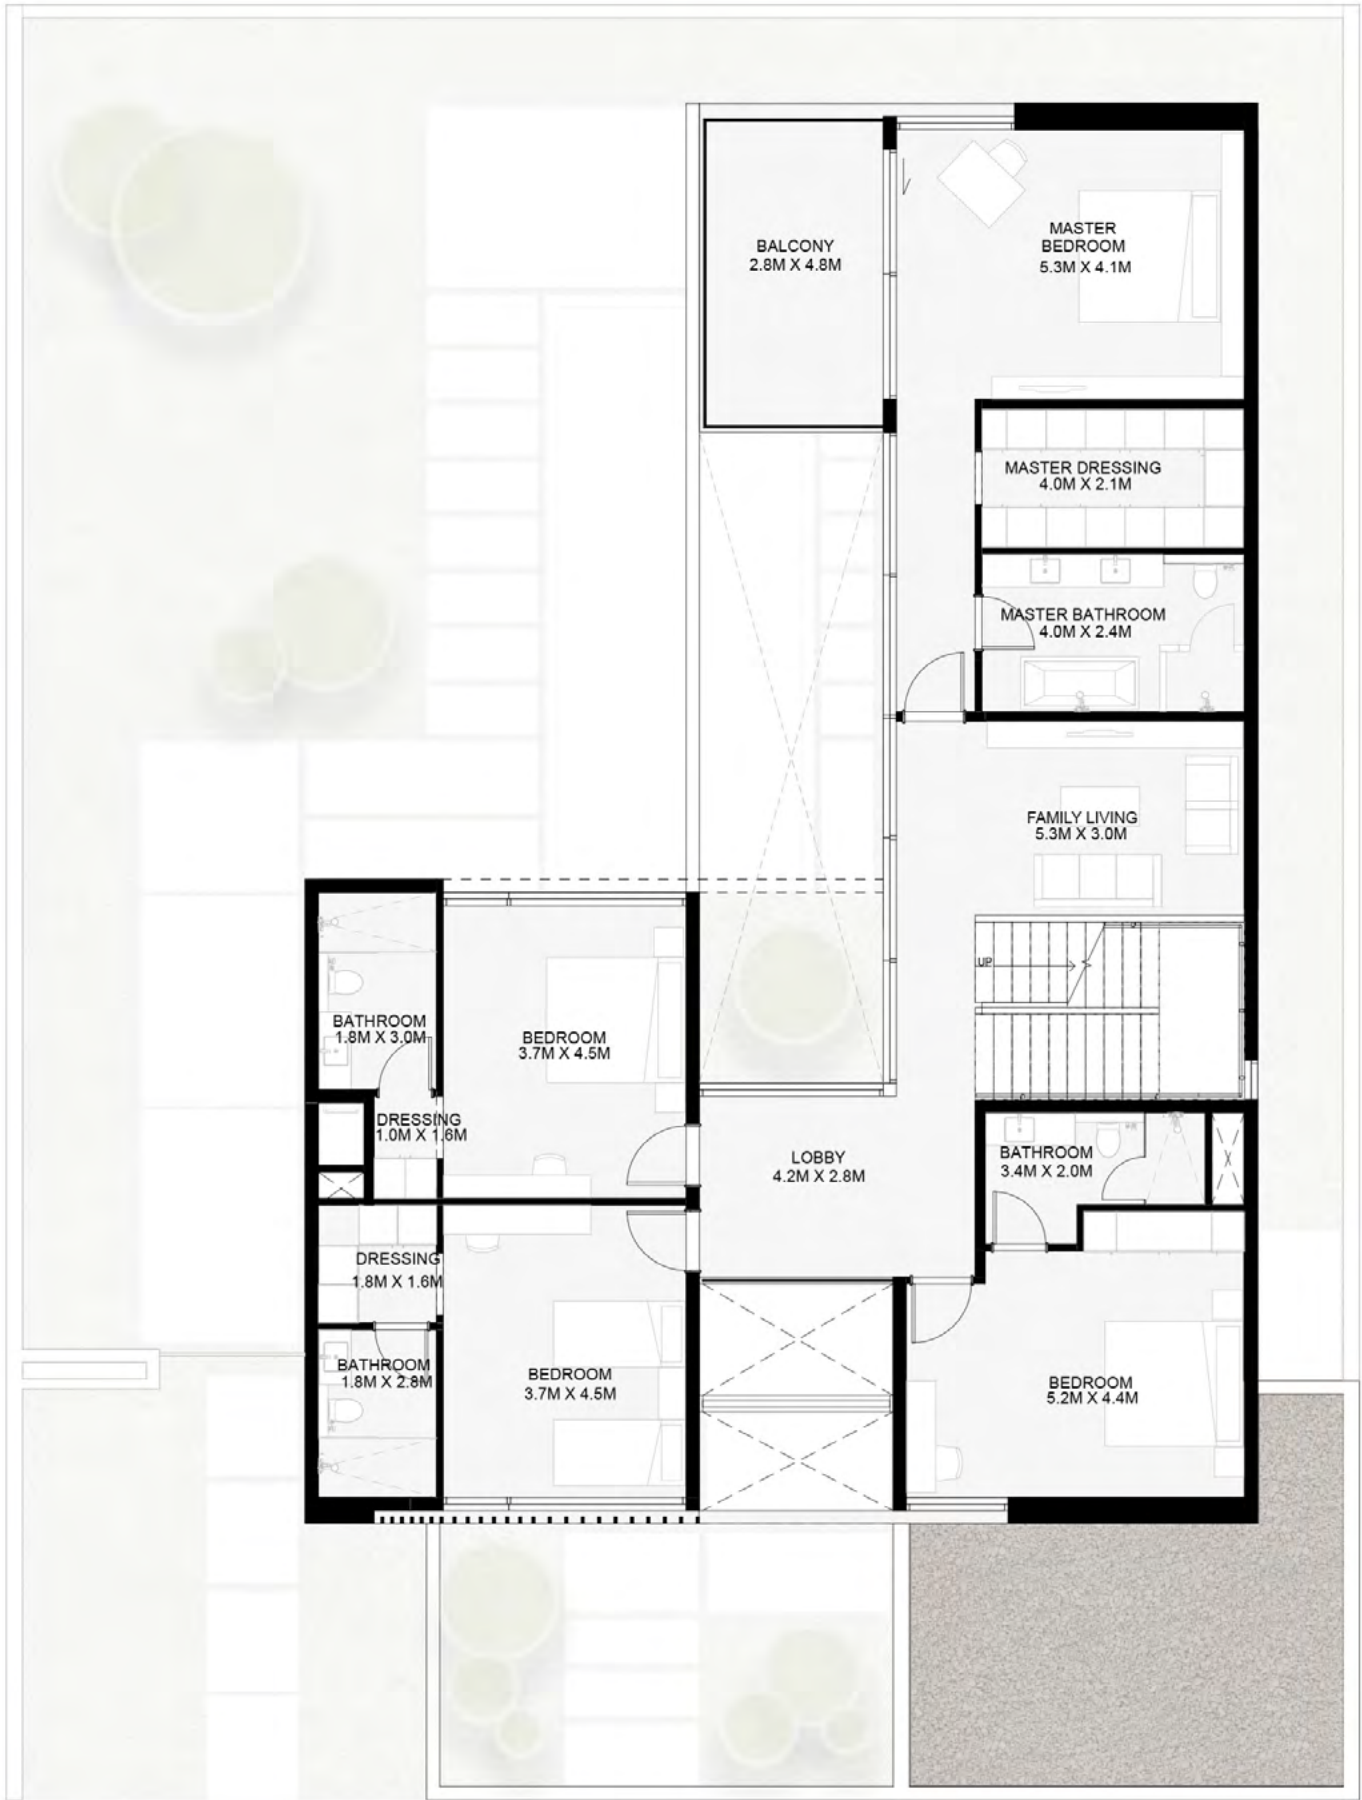 BALCONY
2.8M X 4.8M
MASTER
BEDROOM
5.3M X 4.1M
MASTER DRESSING
4.0M X 2.1M
MASTER BATHROOM
4.0M X 2.4M
FAMILY LIVING
5.3M X 3.0M
UP
BATHROOM
1.8M X 3.0M
BEDROOM
3.7M X 4.5M
DRESSING
1.0M X 1.6M
LOBBY
4.2M X 2.8M
BATHROOM
3.4M X 2.0M
DRESSING
1.8M X 1.6M
BATHROOM
1.8M X 2.8M
BEDROOM
3.7M X 4.5M
BEDROOM
5.2M X 4.4M